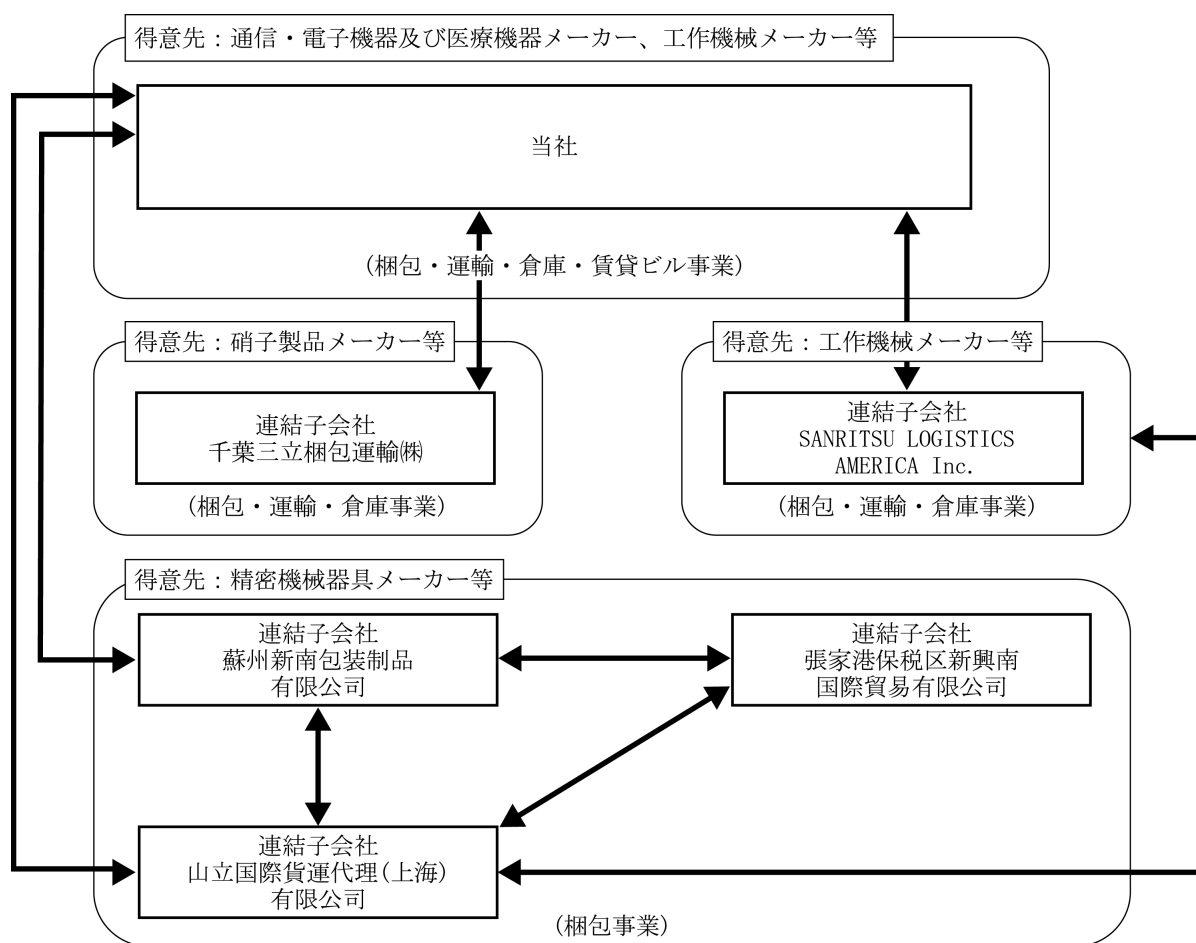 得意先：通信・電子機器及び医療機器メーカー、工作機械メーカー等
当社
(梱包・運輸・倉庫・賃貸ビル事業)
得意先：硝子製品メーカー等
連結子会社
千葉三立梱包運輸㈱
(梱包・運輸・倉庫事業)
得意先：工作機械メーカー等
連結子会社
SANRITSU LOGISTICS
AMERICA Inc.
(梱包・運輸・倉庫事業)
得意先：精密機械器具メーカー等
連結子会社
蘇州新南包装制品
有限公司
連結子会社
張家港保税区新興南
国際貿易有限公司
連結子会社
山立国際貨運代理(上海)
有限公司
(梱包事業)